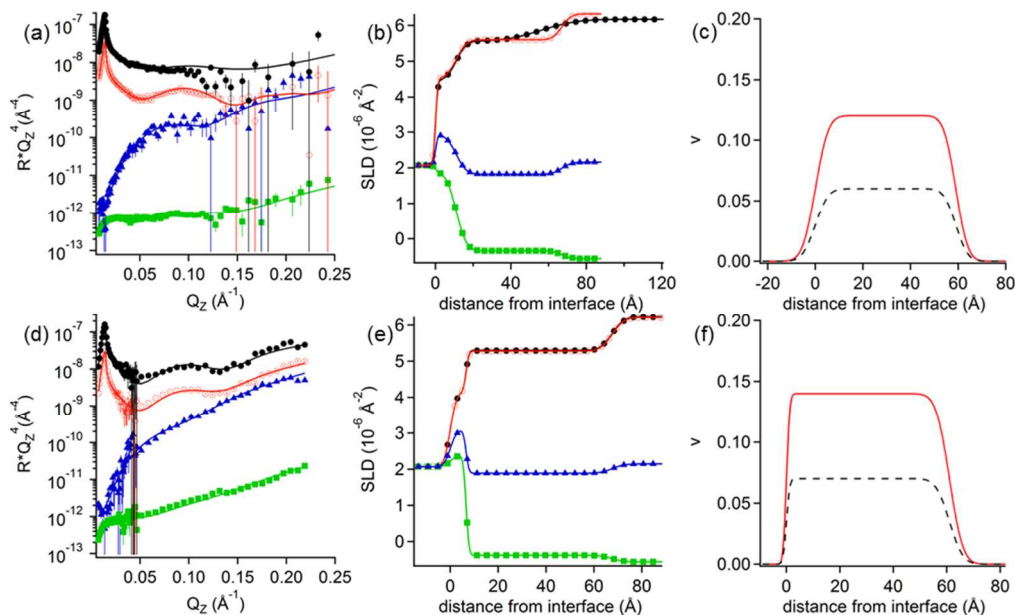 (a)
R*Q_Z^4 (Å^-4)
10^-7
10^-8
10^-9
10^-10
10^-11
10^-12
10^-13
0.05 0.10 0.15 0.20 0.25
Q_Z (Å^-1)
(b)
SLD (10^-6 Å^-2)
6
5
4
3
2
1
0
0 40 80 120
distance from interface (Å)
(c)
v
0.20
0.15
0.10
0.05
0.00
-20 0 20 40 60 80
distance from interface (Å)
(d)
R*Q_Z^4 (Å^-4)
10^-7
10^-8
10^-9
10^-10
10^-11
10^-12
10^-13
0.05 0.10 0.15 0.20 0.25
Q_Z (Å^-1)
(e)
SLD (10^-6 Å^-2)
6
5
4
3
2
1
0
0 20 40 60 80
distance from interface (Å)
(f)
v
0.20
0.15
0.10
0.05
0.00
0 20 40 60 80
distance from interface (Å)